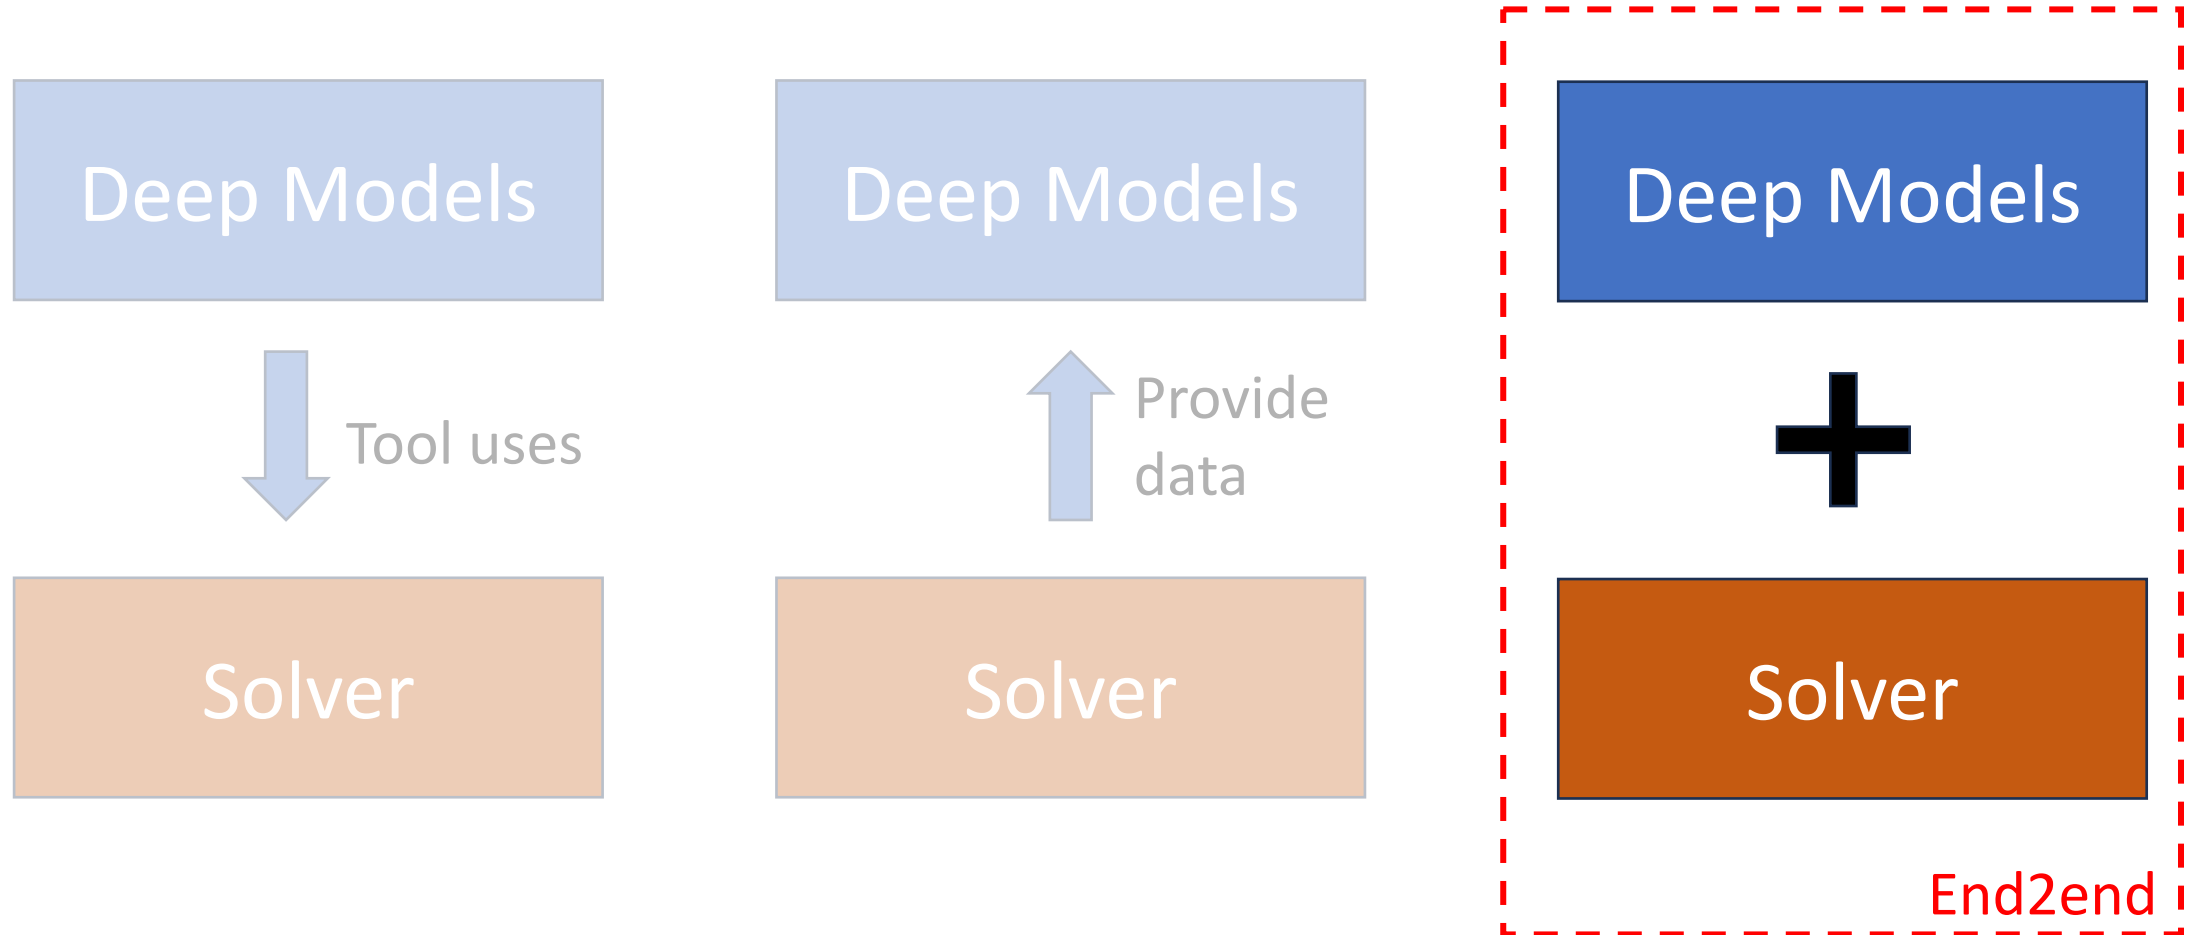 Deep Models
Tool uses
Solver
Deep Models
Provide
data
Solver
Deep Models
Solver
End2end